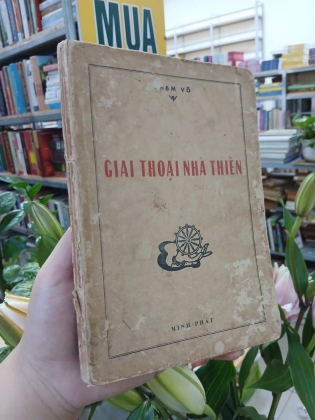 MUA
GIAI THOẠI NHÀ THIỀN
MINH PHÁT